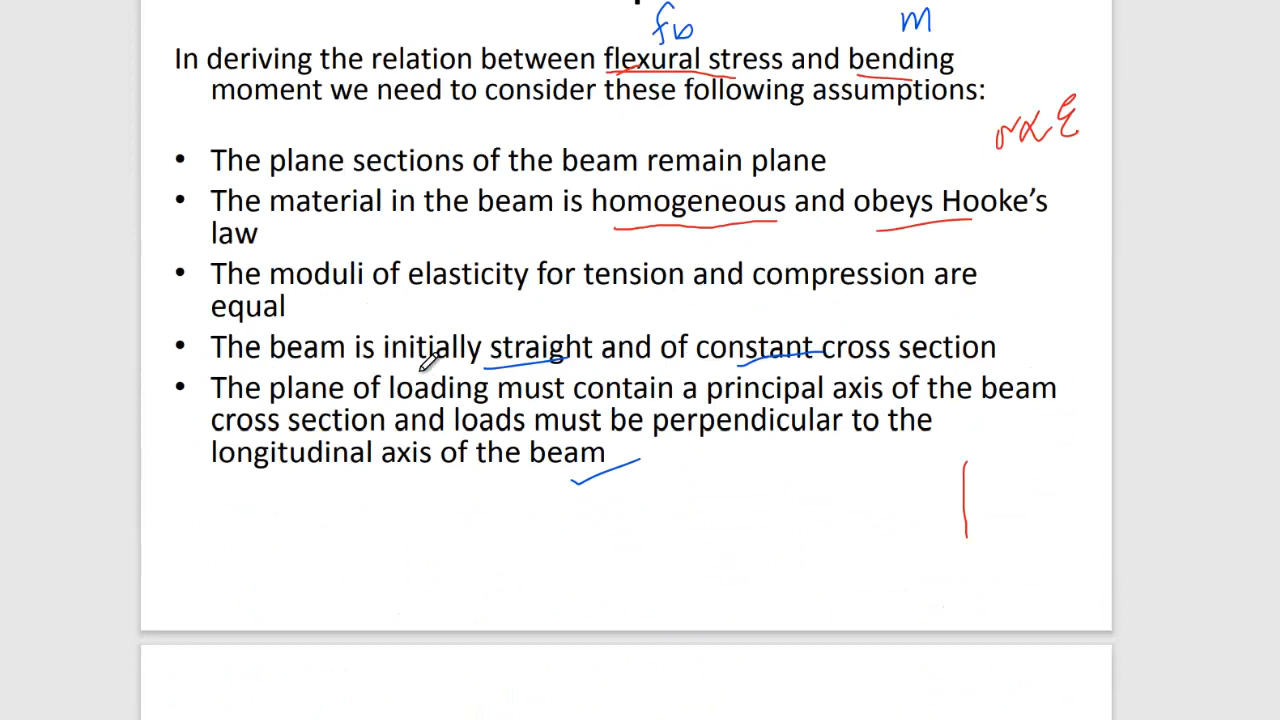 fb
m
In deriving the relation between flexural stress and bending
moment we need to consider these following assumptions:
σ∝ε
• The plane sections of the beam remain plane
• The material in the beam is homogeneous and obeys Hooke’s
law
• The moduli of elasticity for tension and compression are
equal
• The beam is initially straight and of constant cross section
• The plane of loading must contain a principal axis of the beam
cross section and loads must be perpendicular to the
longitudinal axis of the beam